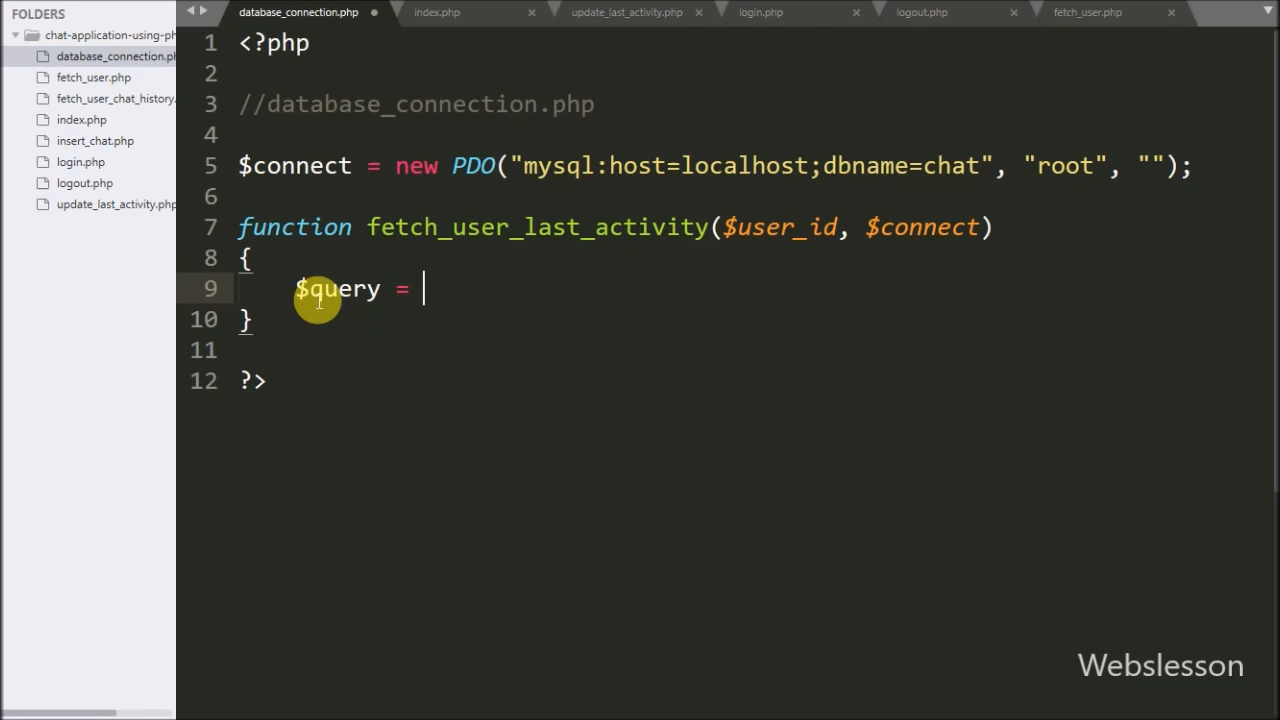 FOLDERS
chat-application-using-ph
database_connection.ph
fetch_user.php
fetch_user_chat_history.
index.php
insert_chat.php
login.php
logout.php
update_last_activity.php
database_connection.php index.php update_last_activity.php login.php logout.php fetch_user.php
1 <?php
2
3 //database_connection.php
4
5 $connect = new PDO("mysql:host=localhost;dbname=chat", "root", "");
6
7 function fetch_user_last_activity($user_id, $connect)
8 {
9 $query =
10 }
11
12 ?>
Webslesson